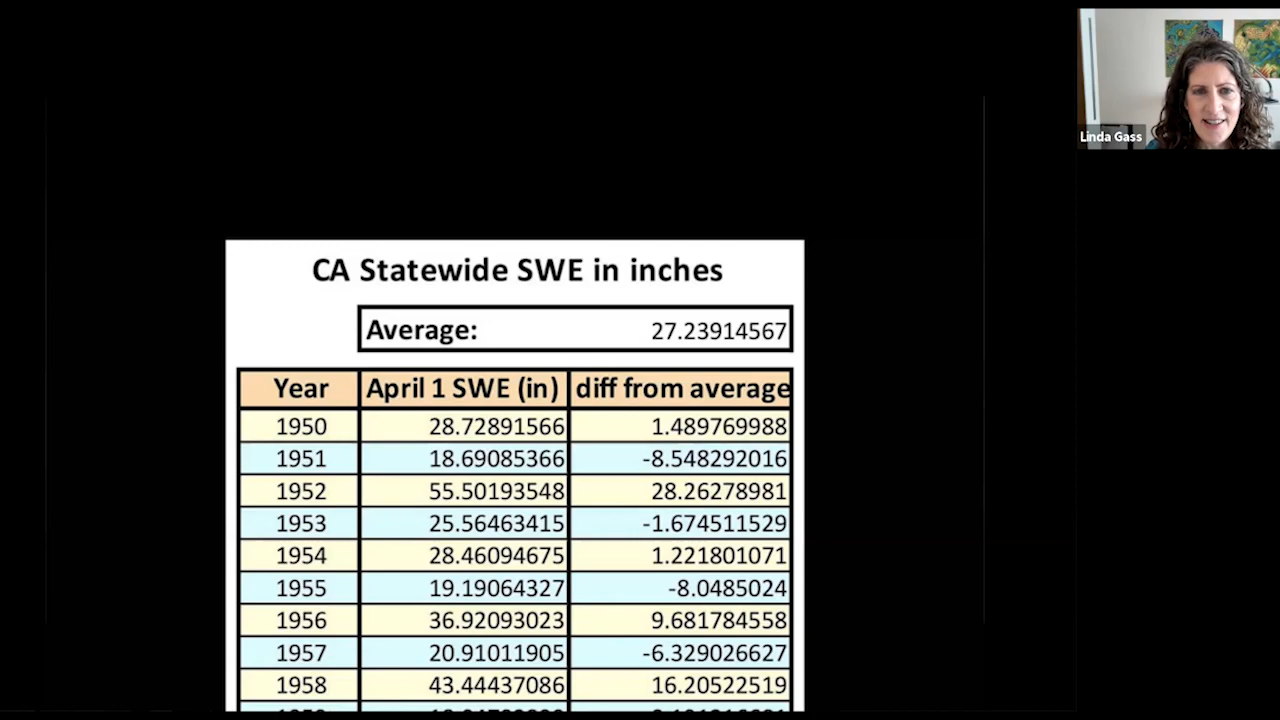 Linda Gass
CA Statewide SWE in inches
Average: 27.23914567
Year April 1 SWE (in) diff from average
1950 28.72891566 1.489769988
1951 18.69085366 -8.548292016
1952 55.50193548 28.26278981
1953 25.56463415 -1.674511529
1954 28.46094675 1.221801071
1955 19.19064327 -8.0485024
1956 36.92093023 9.681784558
1957 20.91011905 -6.329026627
1958 43.44437086 16.20522519